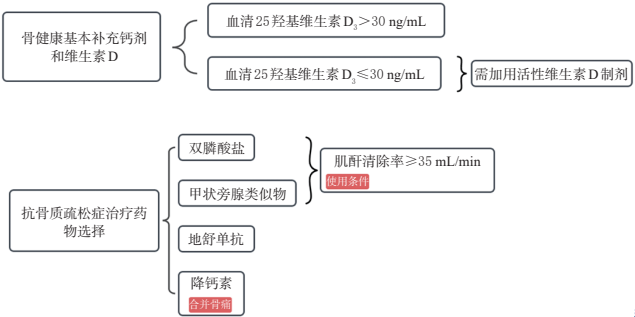 骨健康基本补充钙剂
和维生素D
血清25羟基维生素D₃＞30 ng/mL
血清25羟基维生素D₃≤30 ng/mL
需加用活性维生素D制剂
抗骨质疏松症治疗药
物选择
双膦酸盐
甲状旁腺类似物
肌酐清除率≥35 mL/min
使用条件
地舒单抗
降钙素
合并骨痛